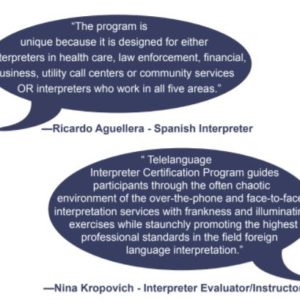 “The program is
unique because it is designed for either
terpreters in health care, law enforcement, financial,
usiness, utility call centers or community services
OR interpreters who work in all five areas.”
—Ricardo Aguellera - Spanish Interpreter
“ Telelanguage
Interpreter Certification Program guides
participants through the often chaotic
environment of the over-the-phone and face-to-face
interpretation services with frankness and illuminatin
exercises while staunchly promoting the highest
professional standards in the field foreign
language interpretation.”
—Nina Kropovich - Interpreter Evaluator/Instructo